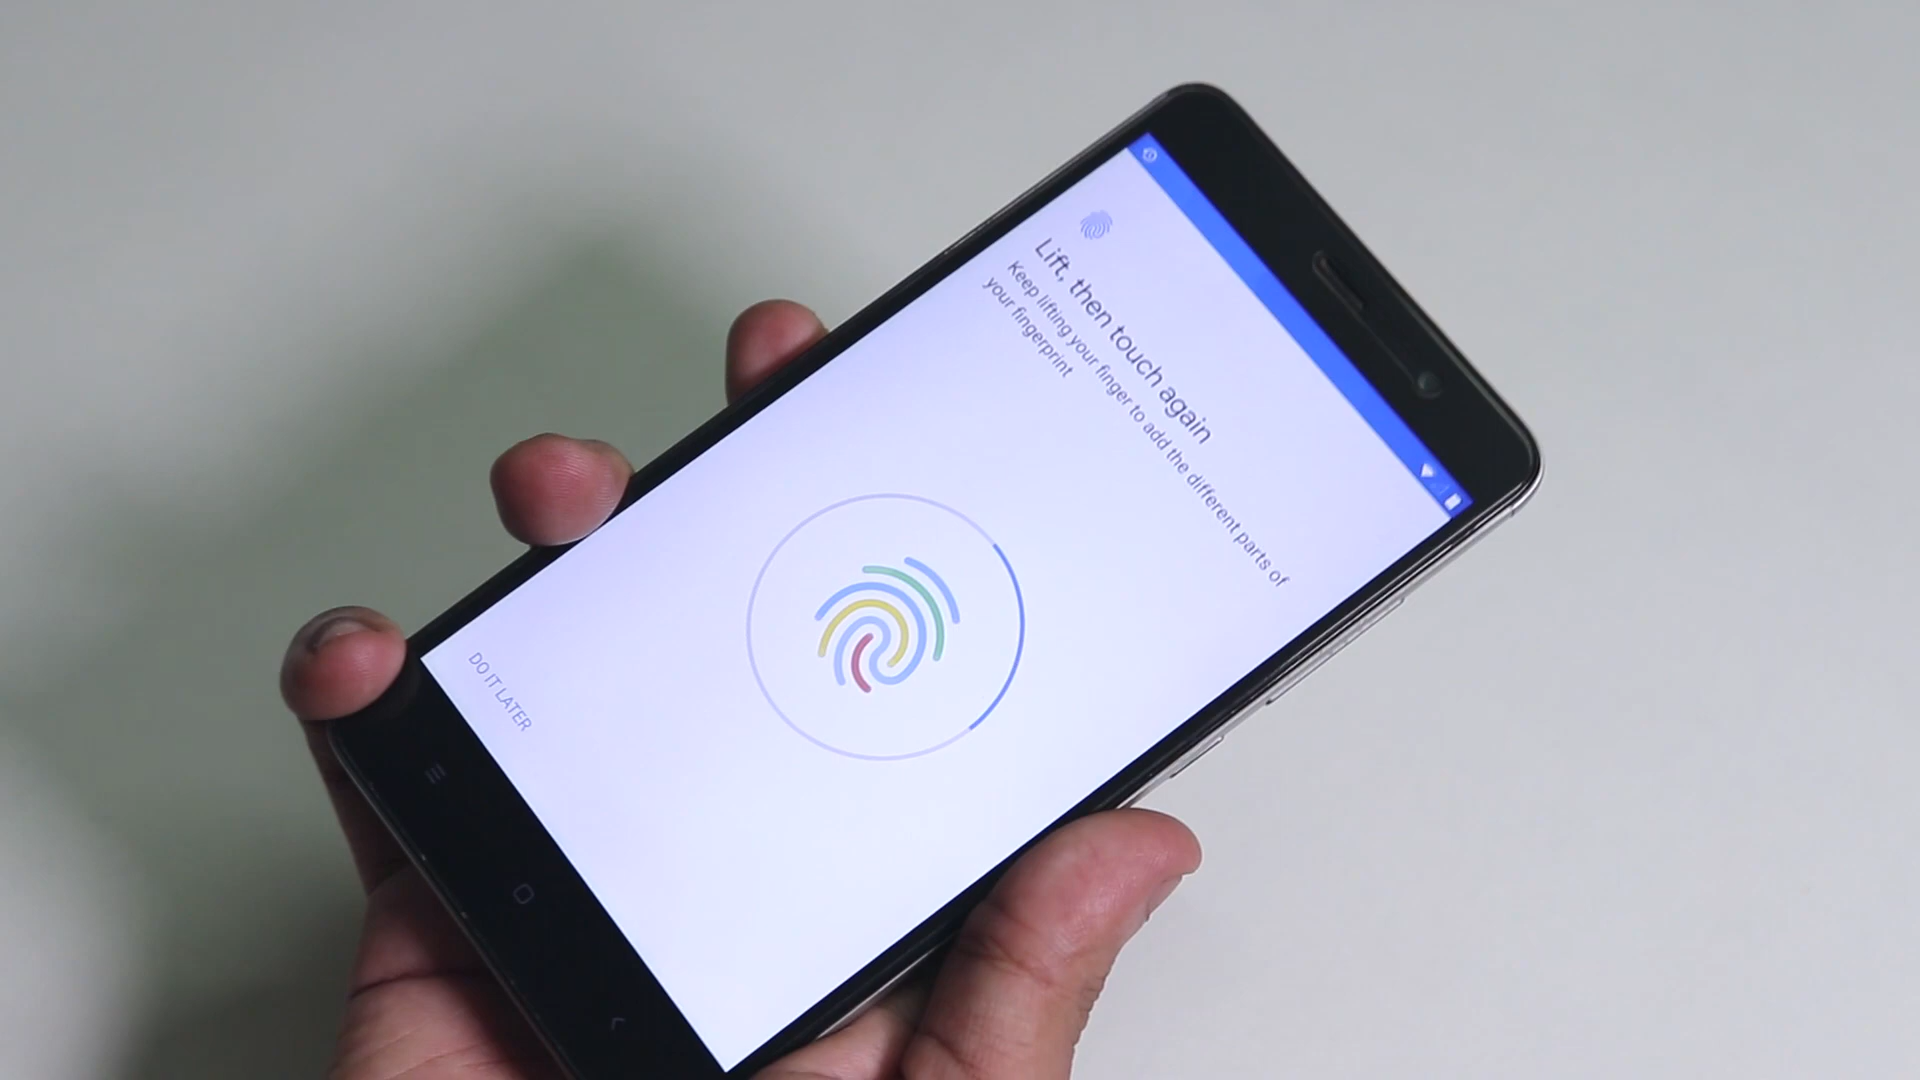 Lift, then touch again
Keep lifting your finger to add the different parts of
your fingerprint
DO IT LATER